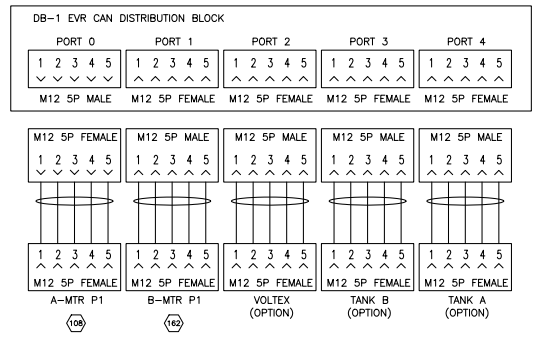 DB-1 EVR CAN DISTRIBUTION BLOCK
PORT 0 PORT 1 PORT 2 PORT 3 PORT 4
1 2 3 4 5 1 2 3 4 5 1 2 3 4 5 1 2 3 4 5 1 2 3 4 5
M12 5P MALE M12 5P FEMALE M12 5P FEMALE M12 5P FEMALE M12 5P FEMALE
M12 5P FEMALE M12 5P MALE M12 5P MALE M12 5P MALE M12 5P MALE
1 2 3 4 5 1 2 3 4 5 1 2 3 4 5 1 2 3 4 5 1 2 3 4 5
1 2 3 4 5 1 2 3 4 5 1 2 3 4 5 1 2 3 4 5 1 2 3 4 5
M12 5P FEMALE M12 5P FEMALE M12 5P FEMALE M12 5P FEMALE M12 5P FEMALE
A-MTR P1 B-MTR P1 VOLTEX TANK B TANK A
(OPTION) (OPTION) (OPTION)
108 162